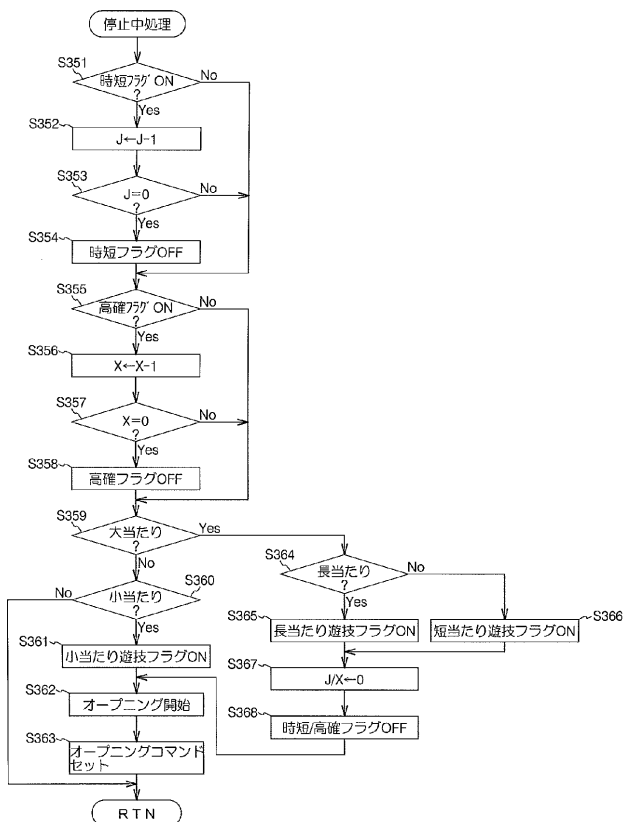 停止中処理
S351
時短ﾌﾗｸﾞON
?
No
Yes
S352
J←J-1
S353
J=0
?
No
Yes
S354
時短フラグOFF
S355
高確ﾌﾗｸﾞON
?
No
Yes
S356
X←X-1
S357
X=0
?
No
Yes
S358
高確フラグOFF
S359
大当たり
?
Yes
No
S360
小当たり
?
No
Yes
S361
小当たり遊技フラグON
S362
オープニング開始
S363
オープニングコマンド
セット
RTN
S364
長当たり
?
No
Yes
S365
長当たり遊技フラグON
短当たり遊技フラグON
S366
S367
J/X←0
S368
時短/高確フラグOFF